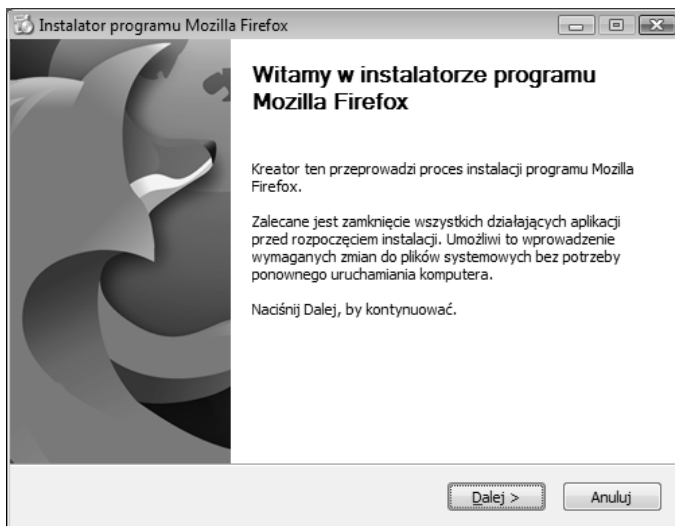 Instalator programu Mozilla Firefox
Witamy w instalatorze programu
Mozilla Firefox
Kreator ten przeprowadzi proces instalacji programu Mozilla
Firefox.
Zalecane jest zamknięcie wszystkich działających aplikacji
przed rozpoczęciem instalacji. Umożliwi to wprowadzenie
wymaganych zmian do plików systemowych bez potrzeby
ponownego uruchamiania komputera.
Naciśnij Dalej, by kontynuować.
Dalej >
Anuluj